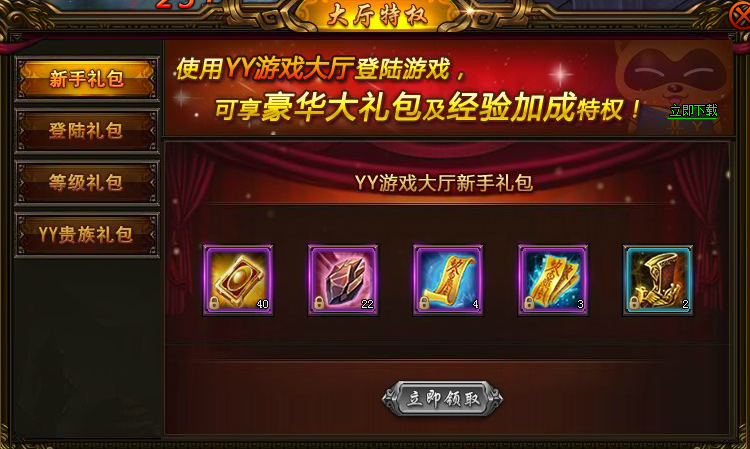 大厅特权
新手礼包
登陆礼包
等级礼包
YY贵族礼包
使用YY游戏大厅登陆游戏，
可享豪华大礼包及经验加成特权！
立即下载
YY游戏大厅新手礼包
40
22
4
3
2
立即领取